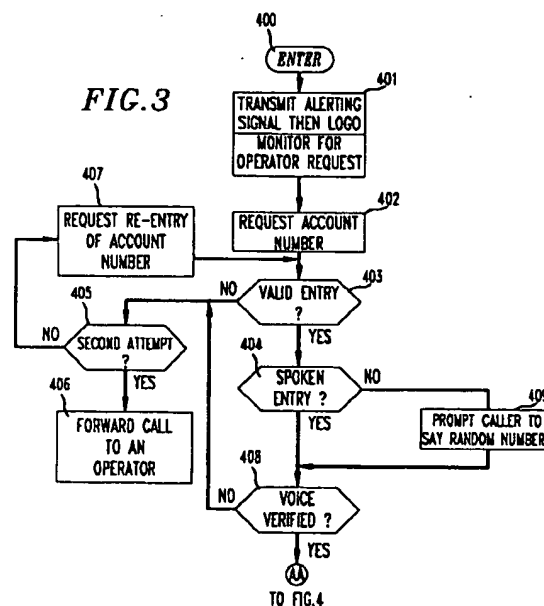 400
ENTER
FIG.3
401
TRANSMIT ALERTING
SIGNAL THEN LOGO
MONITOR FOR
OPERATOR REQUEST
407
REQUEST RE-ENTRY
OF ACCOUNT
NUMBER
402
REQUEST ACCOUNT
NUMBER
403
NO
VALID ENTRY
?
YES
405
NO
SECOND ATTEMPT
?
YES
404
SPOKEN
ENTRY ?
NO
YES
409
PROMPT CALLER TO
SAY RANDOM NUMBER
406
FORWARD CALL
TO AN
OPERATOR
408
NO
VOICE
VERIFIED ?
YES
AA
TO FIG.4